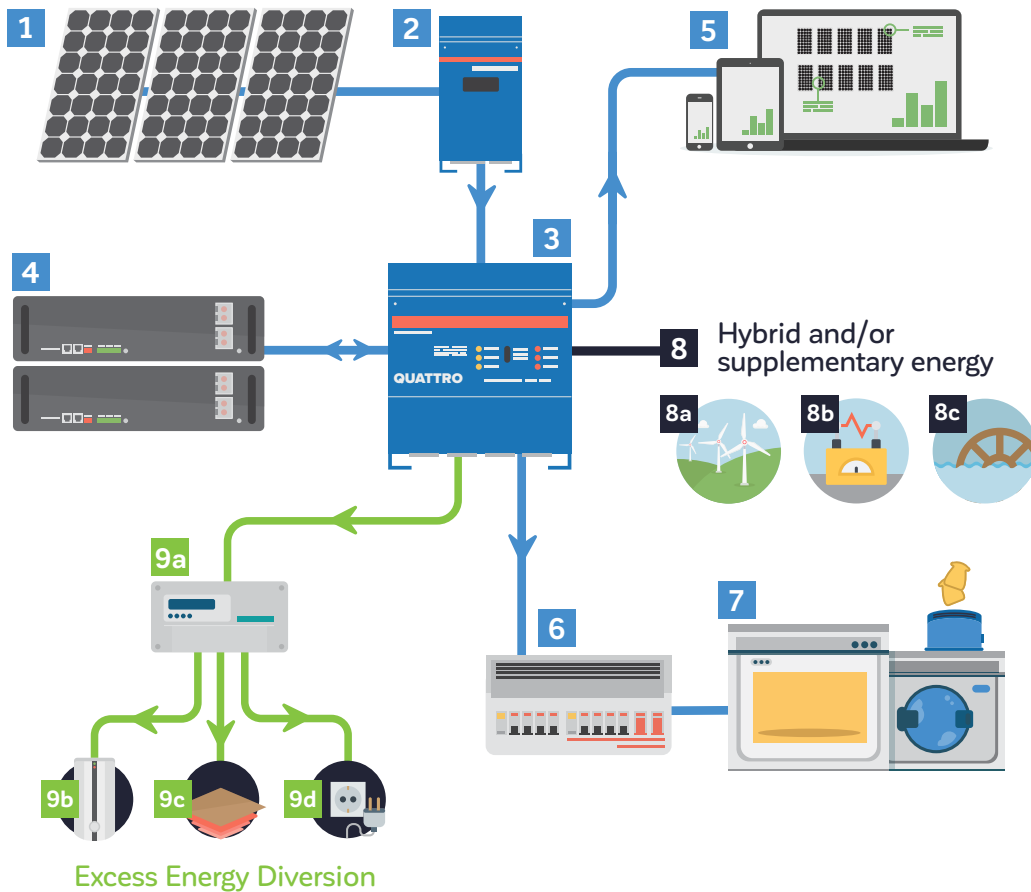 1
2
5
3
4
QUATTRO
8
Hybrid and/or
supplementary energy
8a
8b
8c
9a
6
7
9b
9c
9d
Excess Energy Diversion